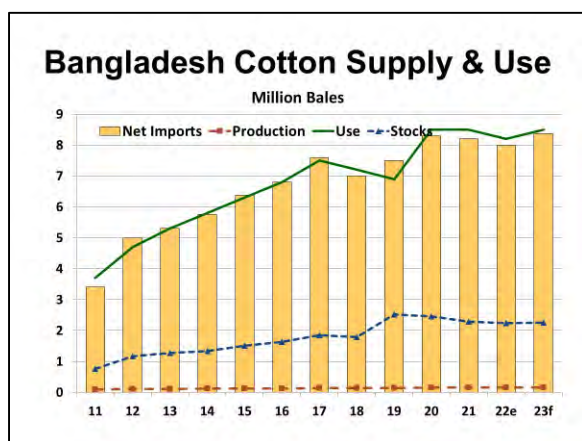 Bangladesh Cotton Supply & Use
Million Bales
Net Imports Production Use Stocks
9
8
7
6
5
4
3
2
1
0
11 12 13 14 15 16 17 18 19 20 21 22e 23f